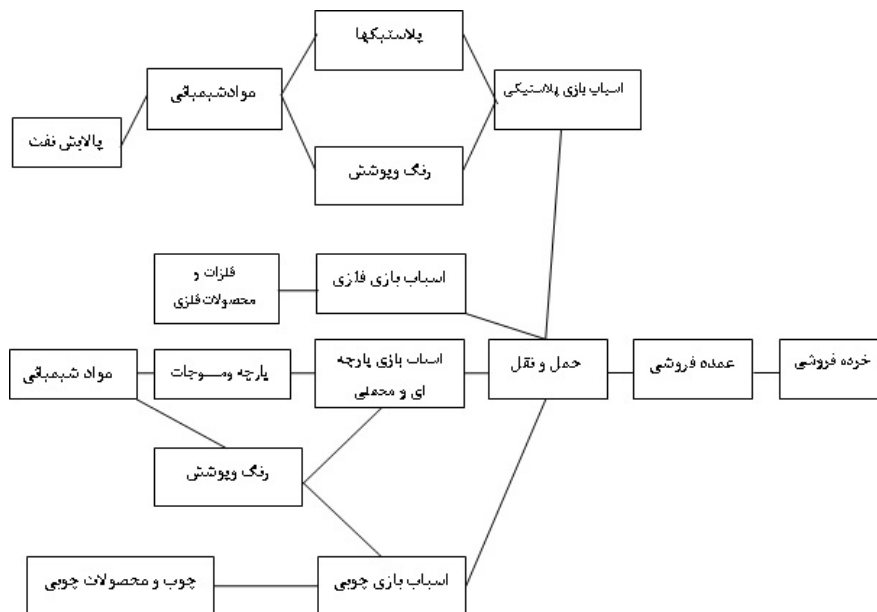 پلاستیکها
موادشیمیائی
اسباب بازی پلاستیکی
پالایش نفت
رنگ وپوشش
فلزات و
محصولات فلزی
اسباب بازی فلزی
مواد شیمیائی
پارچه ومنسوجات
اسباب بازی پارچه
ای و مخملی
حمل و نقل
عمده فروشی
خرده فروشی
رنگ وپوشش
چوب و محصولات چوبی
اسباب بازی چوبی